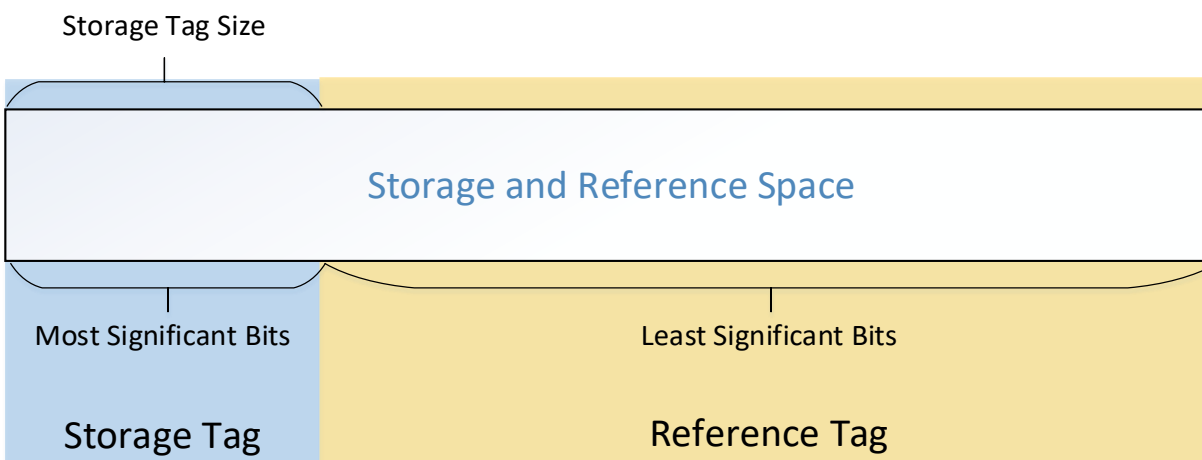 Storage Tag Size
Storage and Reference Space
Most Significant Bits
Least Significant Bits
Storage Tag
Reference Tag